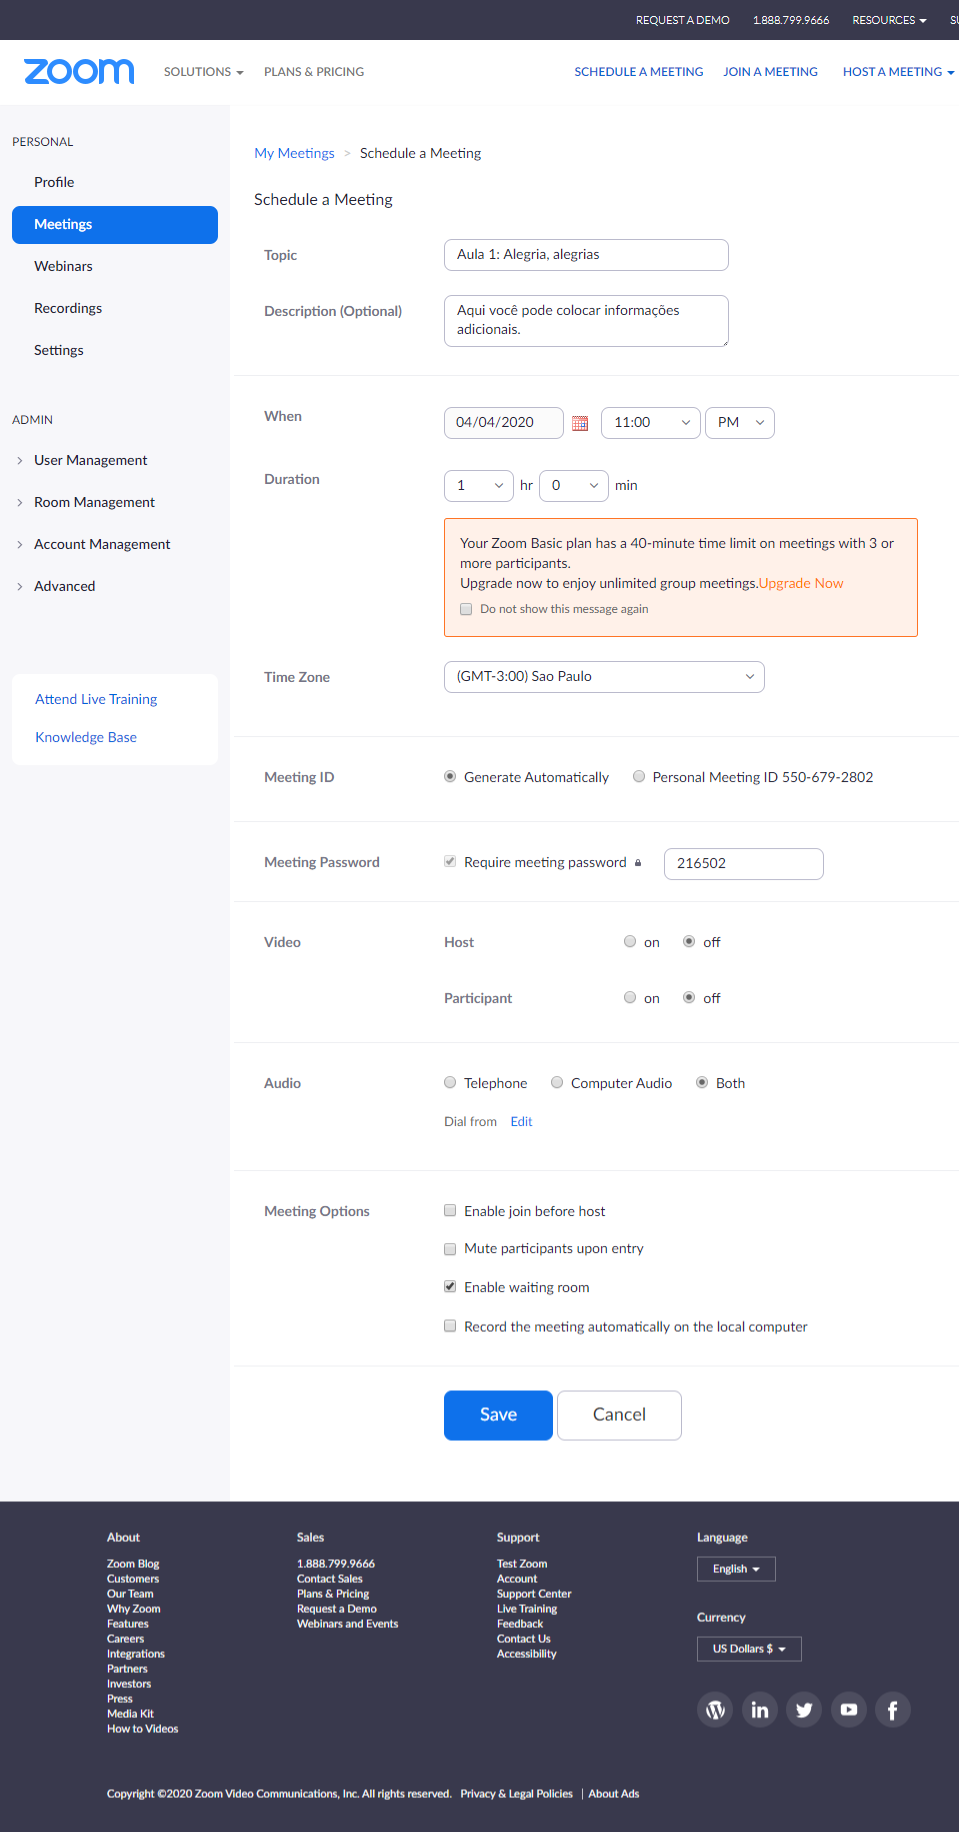 REQUEST A DEMO 1.888.799.9666 RESOURCES
zoom SOLUTIONS PLANS & PRICING SCHEDULE A MEETING JOIN A MEETING HOST A MEETING
PERSONAL
Profile
Meetings
Webinars
Recordings
Settings
ADMIN
User Management
Room Management
Account Management
Advanced
Attend Live Training
Knowledge Base
My Meetings > Schedule a Meeting
Schedule a Meeting
Topic Aula 1: Alegria, alegrias
Description (Optional) Aqui você pode colocar informações
adicionais.
When 04/04/2020 11:00 PM
Duration 1 hr 0 min
Your Zoom Basic plan has a 40-minute time limit on meetings with 3 or
more participants.
Upgrade now to enjoy unlimited group meetings.Upgrade Now
Do not show this message again
Time Zone (GMT-3:00) Sao Paulo
Meeting ID Generate Automatically Personal Meeting ID 550-679-2802
Meeting Password Require meeting password 216502
Video Host on off
Participant on off
Audio Telephone Computer Audio Both
Dial from Edit
Meeting Options Enable join before host
Mute participants upon entry
Enable waiting room
Record the meeting automatically on the local computer
Save Cancel
About
Zoom Blog
Customers
Our Team
Why Zoom
Features
Careers
Integrations
Partners
Investors
Press
Media Kit
How to Videos
Sales
1.888.799.9666
Contact Sales
Plans & Pricing
Request a Demo
Webinars and Events
Support
Test Zoom
Account
Support Center
Live Training
Feedback
Contact Us
Accessibility
Language
English
Currency
US Dollars $
Copyright ©2020 Zoom Video Communications, Inc. All rights reserved. Privacy & Legal Policies | About Ads